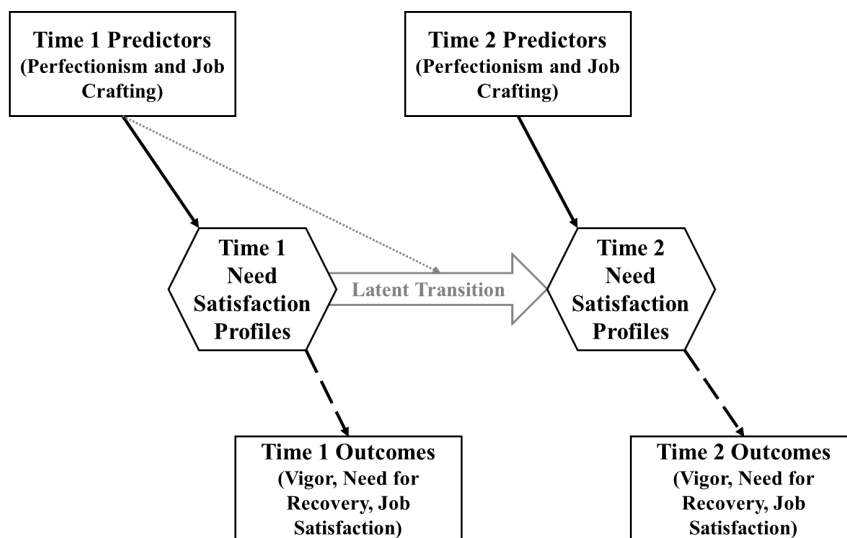 Time 1 Predictors
(Perfectionism and Job
Crafting)
Time 2 Predictors
(Perfectionism and Job
Crafting)
Time 1
Need
Satisfaction
Profiles
Latent Transition
Time 2
Need
Satisfaction
Profiles
Time 1 Outcomes
(Vigor, Need for
Recovery, Job
Satisfaction)
Time 2 Outcomes
(Vigor, Need for
Recovery, Job
Satisfaction)